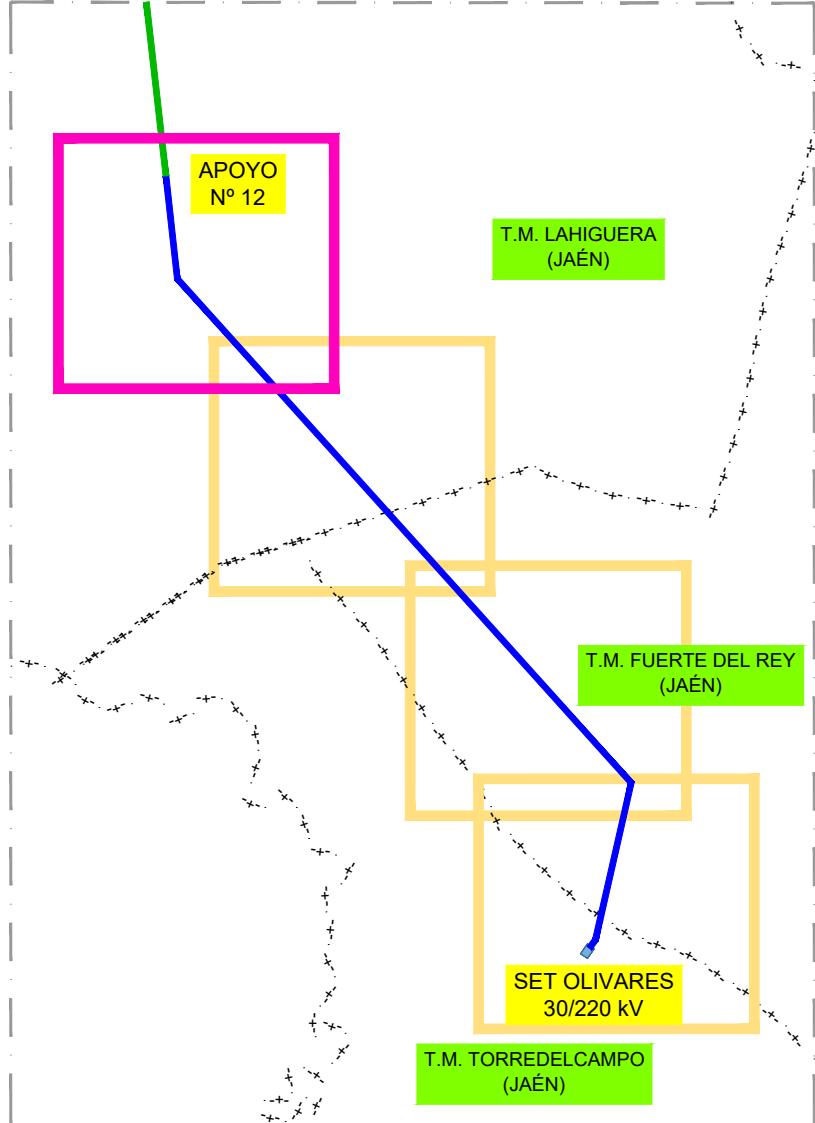 APOYO
Nº 12
T.M. LAHIGUERA
(JAÉN)
T.M. FUERTE DEL REY
(JAÉN)
SET OLIVARES
30/220 kV
T.M. TORREDELCAMPO
(JAÉN)